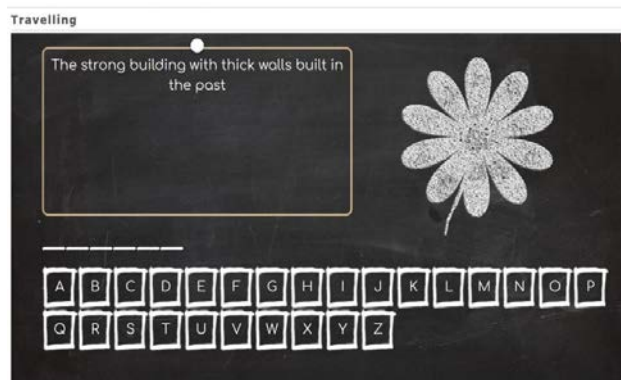 Travelling
The strong building with thick walls built in
the past
A B C D E F G H I J K L M N O P
Q R S T U V W X Y Z